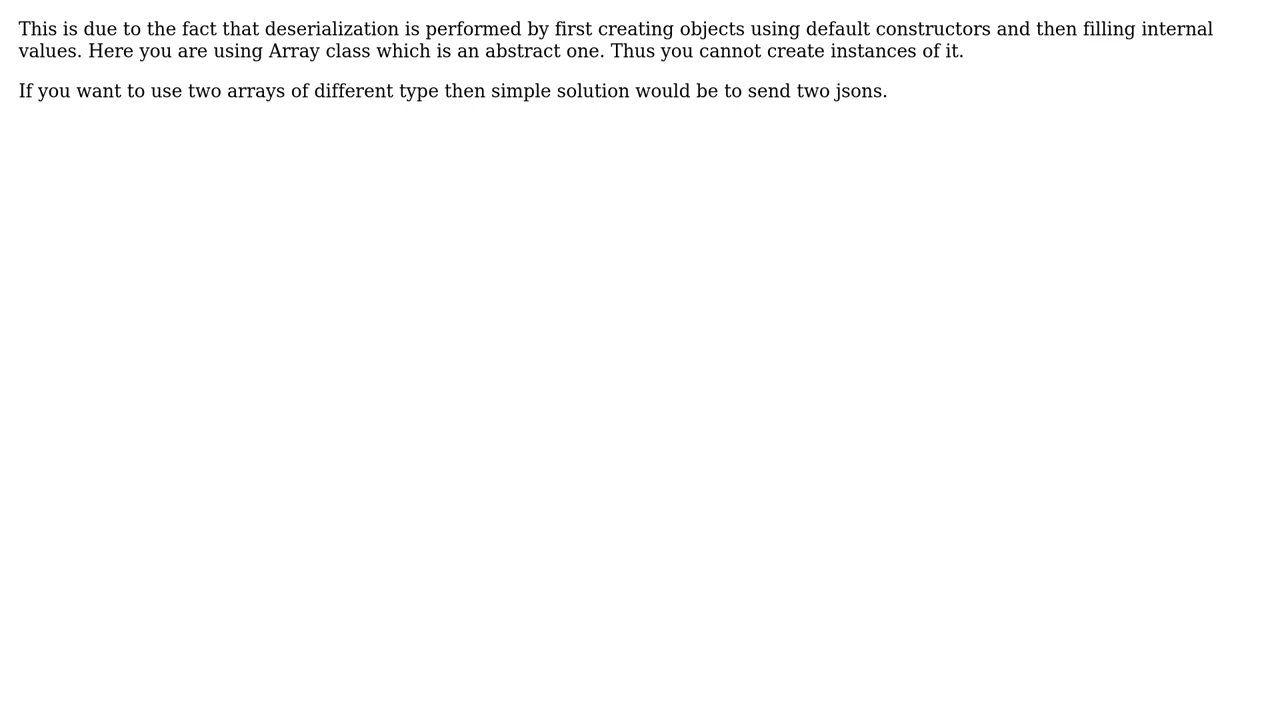 This is due to the fact that deserialization is performed by first creating objects using default constructors and then filling internal
values. Here you are using Array class which is an abstract one. Thus you cannot create instances of it.
If you want to use two arrays of different type then simple solution would be to send two jsons.